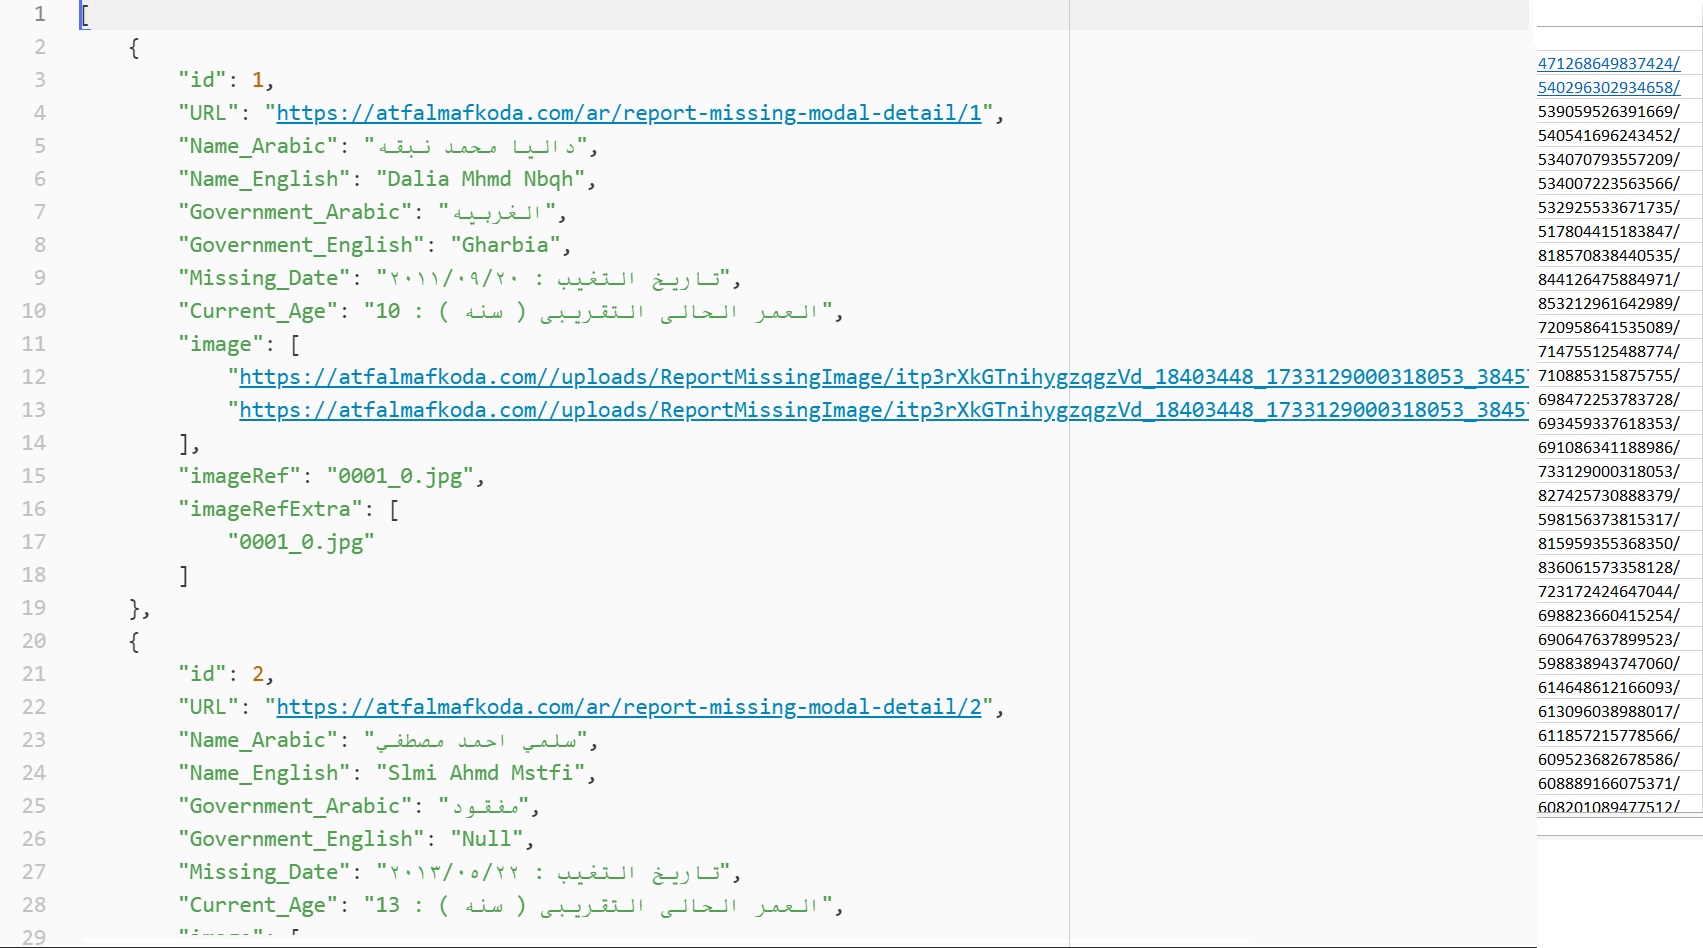 1 [
2 {
3 "id": 1,
4 "URL": "https://atfalmafkoda.com/ar/report-missing-modal-detail/1",
5 "Name_Arabic": "داليا محمد نبقه",
6 "Name_English": "Dalia Mhmd Nbqh",
7 "Government_Arabic": "الغربيه",
8 "Government_English": "Gharbia",
9 "Missing_Date": "تاريخ التغيب : ٢٠١١/٠٩/٢٠",
10 "Current_Age": "العمر الحالى التقريبى ( سنه ) : 10",
11 "image": [
12 "https://atfalmafkoda.com//uploads/ReportMissingImage/itp3rXkGTnihygzqgzVd_18403448_1733129000318053_3845
13 "https://atfalmafkoda.com//uploads/ReportMissingImage/itp3rXkGTnihygzqgzVd_18403448_1733129000318053_3845
14 ],
15 "imageRef": "0001_0.jpg",
16 "imageRefExtra": [
17 "0001_0.jpg"
18 ]
19 },
20 {
21 "id": 2,
22 "URL": "https://atfalmafkoda.com/ar/report-missing-modal-detail/2",
23 "Name_Arabic": "سلمي احمد مصطفي",
24 "Name_English": "Slmi Ahmd Mstfi",
25 "Government_Arabic": "مفقود",
26 "Government_English": "Null",
27 "Missing_Date": "تاريخ التغيب : ٢٠١٣/٠٥/٢٢",
28 "Current_Age": "العمر الحالى التقريبى ( سنه ) : 13",
29 "image": [
471268649837424/
540296302934658/
539059526391669/
540541696243452/
534070793557209/
534007223563566/
532925533671735/
517804415183847/
818570838440535/
844126475884971/
853212961642989/
720958641535089/
714755125488774/
710885315875755/
698472253783728/
693459337618353/
691086341188986/
733129000318053/
827425730888379/
598156373815317/
815959355368350/
836061573358128/
723172424647044/
698823660415254/
690647637899523/
598838943747060/
614648612166093/
613096038988017/
611857215778566/
609523682678586/
608889166075371/
608201089477512/